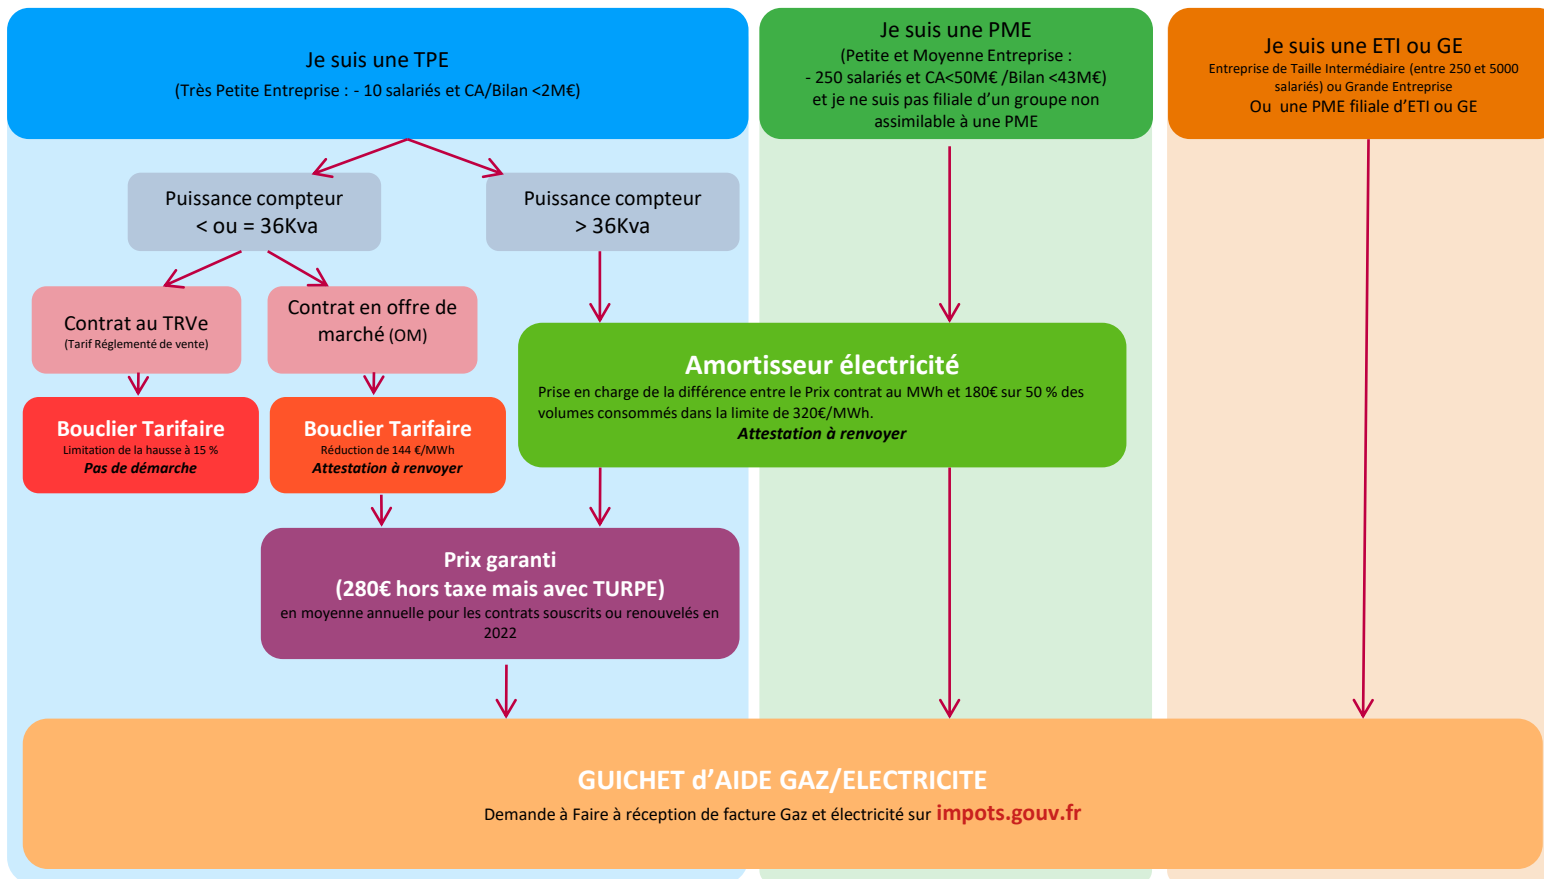 Je suis une TPE
(Très Petite Entreprise : - 10 salariés et CA/Bilan <2M€)
Je suis une PME
(Petite et Moyenne Entreprise :
- 250 salariés et CA<50M€ /Bilan <43M€)
et je ne suis pas filiale d'un groupe non
assimilable à une PME
Je suis une ETI ou GE
Entreprise de Taille Intermédiaire (entre 250 et 5000
salariés) ou Grande Entreprise
Ou  une PME filiale d'ETI ou GE
Puissance compteur
< ou = 36Kva
Puissance compteur
> 36Kva
Contrat au TRVe
(Tarif Réglementé de vente)
Contrat en offre de
marché (OM)
Bouclier Tarifaire
Limitation de la hausse à 15 %
Pas de démarche
Bouclier Tarifaire
Réduction de 144 €/MWh
Attestation à renvoyer
Amortisseur électricité
Prise en charge de la différence entre le Prix contrat au MWh et 180€ sur 50 % des
volumes consommés dans la limite de 320€/MWh.
Attestation à renvoyer
Prix garanti
(280€ hors taxe mais avec TURPE)
en moyenne annuelle pour les contrats souscrits ou renouvelés en
2022
GUICHET d'AIDE GAZ/ELECTRICITE
Demande à Faire à réception de facture Gaz et électricité sur impots.gouv.fr